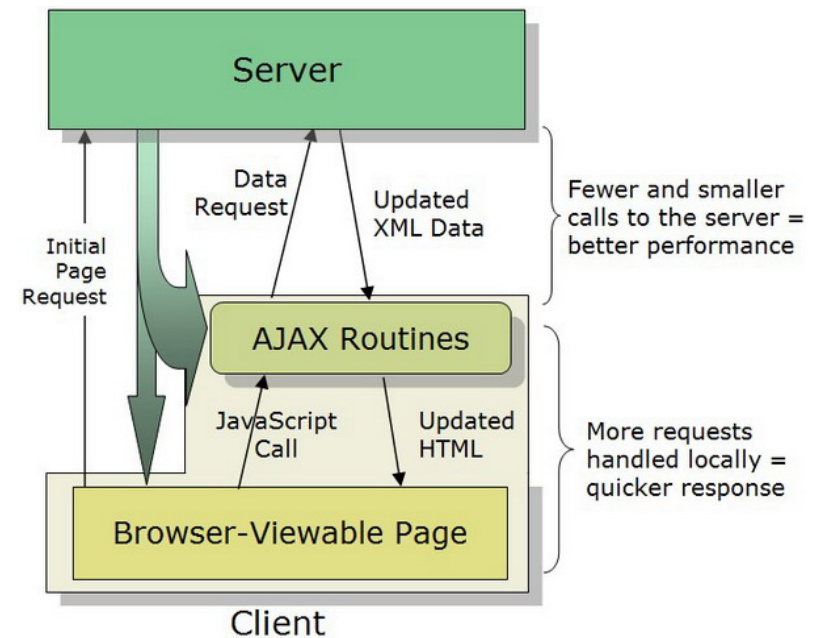 Server
Data
Request
Updated
XML Data
Fewer and smaller
calls to the server =
better performance
Initial
Page
Request
AJAX Routines
JavaScript
Call
Updated
HTML
More requests
handled locally =
quicker response
Browser-Viewable Page
Client